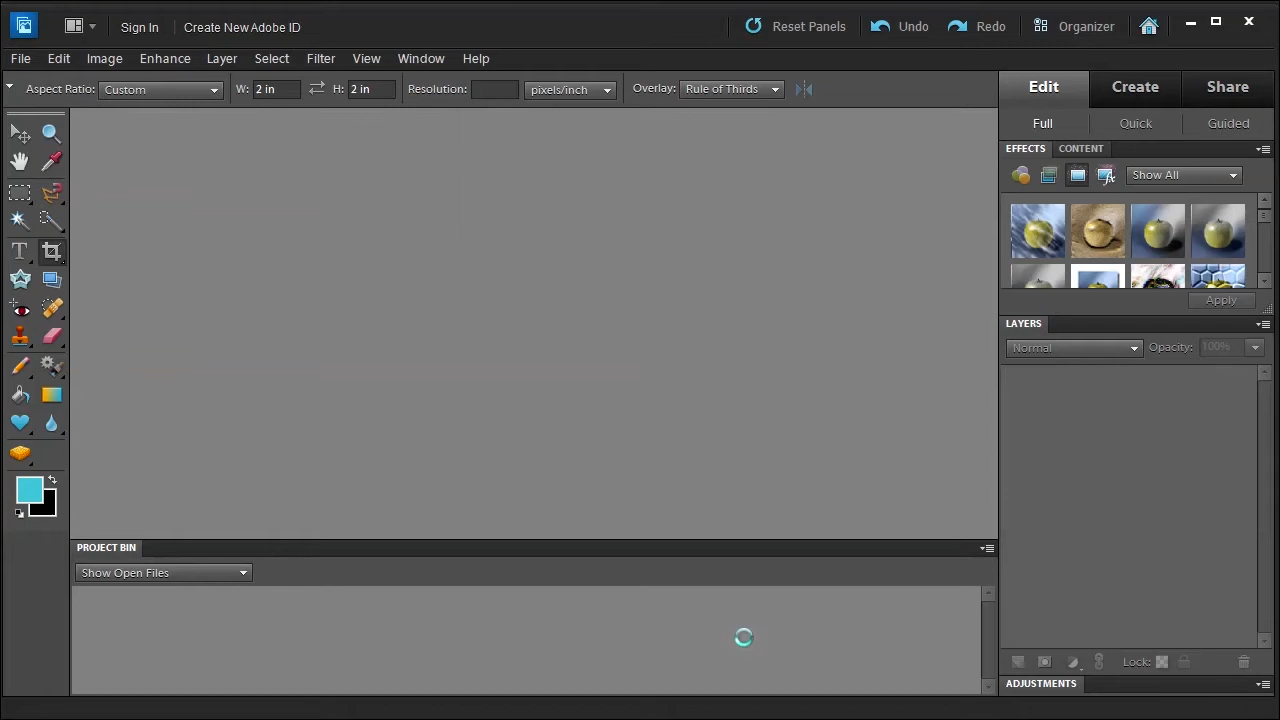 Sign In Create New Adobe ID Reset Panels Undo Redo Organizer
File Edit Image Enhance Layer Select Filter View Window Help
Aspect Ratio: Custom W: 2 in H: 2 in Resolution: pixels/inch Overlay: Rule of Thirds
Edit Create Share
Full Quick Guided
EFFECTS CONTENT
Show All
T
Apply
LAYERS
Normal Opacity: 100%
PROJECT BIN
Show Open Files
Lock:
ADJUSTMENTS